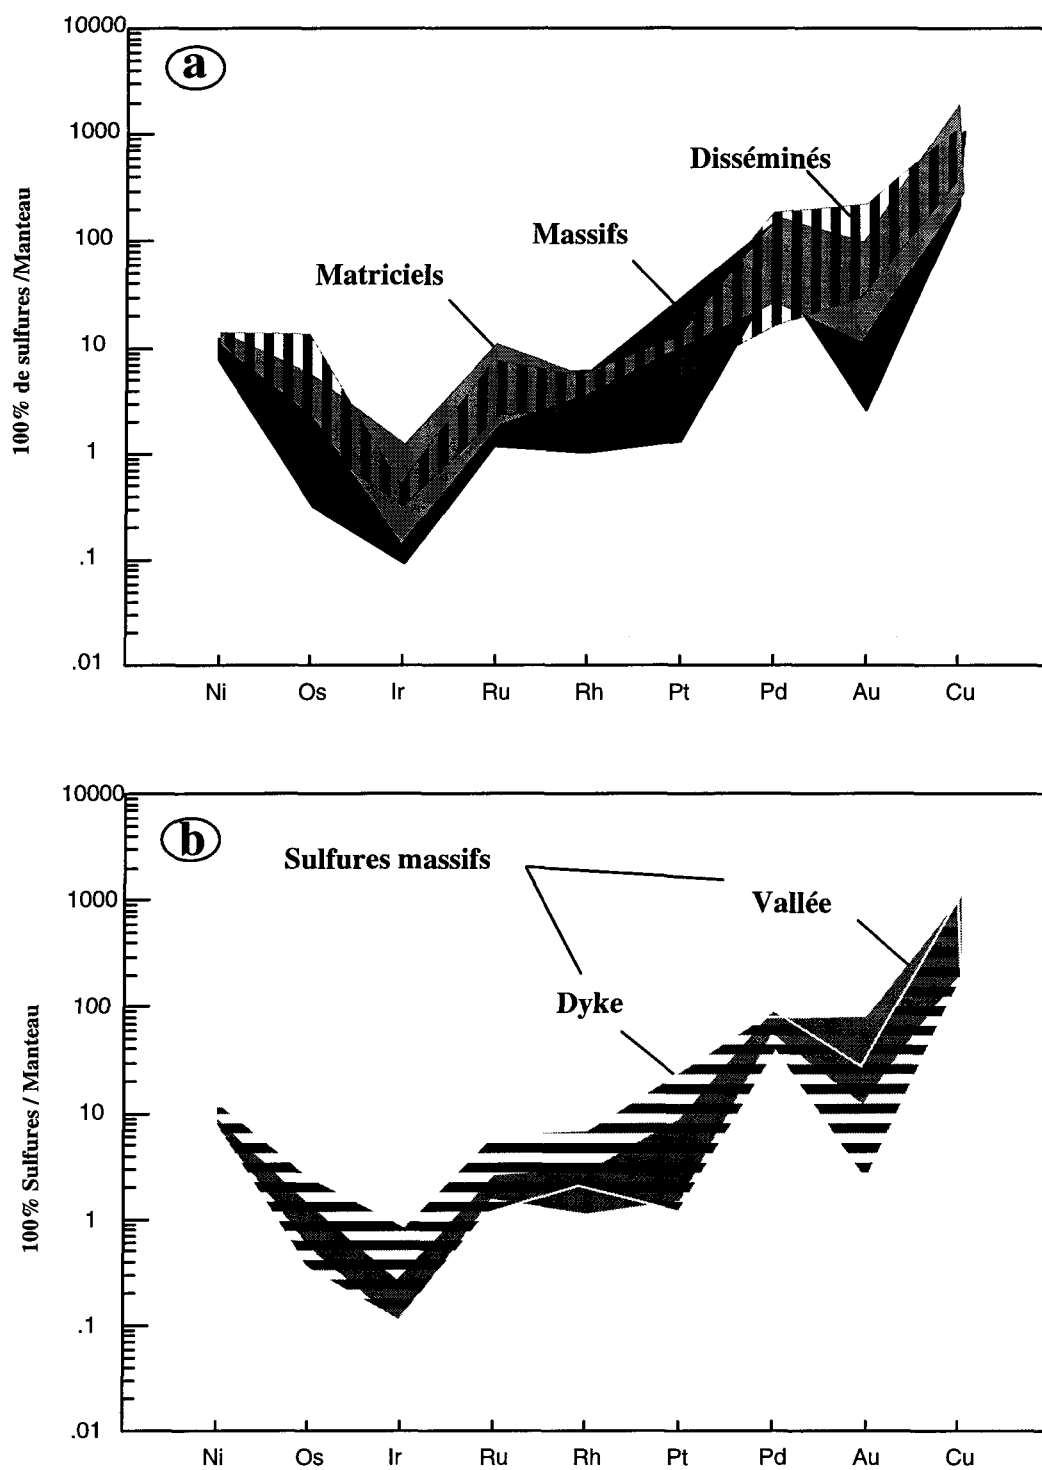 10000
a
1000
Disséminés
100
Massifs
Matriciels
10
1
.1
.01
100% de sulfures /Manteau
Ni Os Ir Ru Rh Pt Pd Au Cu
10000
b
Sulfures massifs
1000
Vallée
100
Dyke
10
1
.1
.01
100% Sulfures / Manteau
Ni Os Ir Ru Rh Pt Pd Au Cu